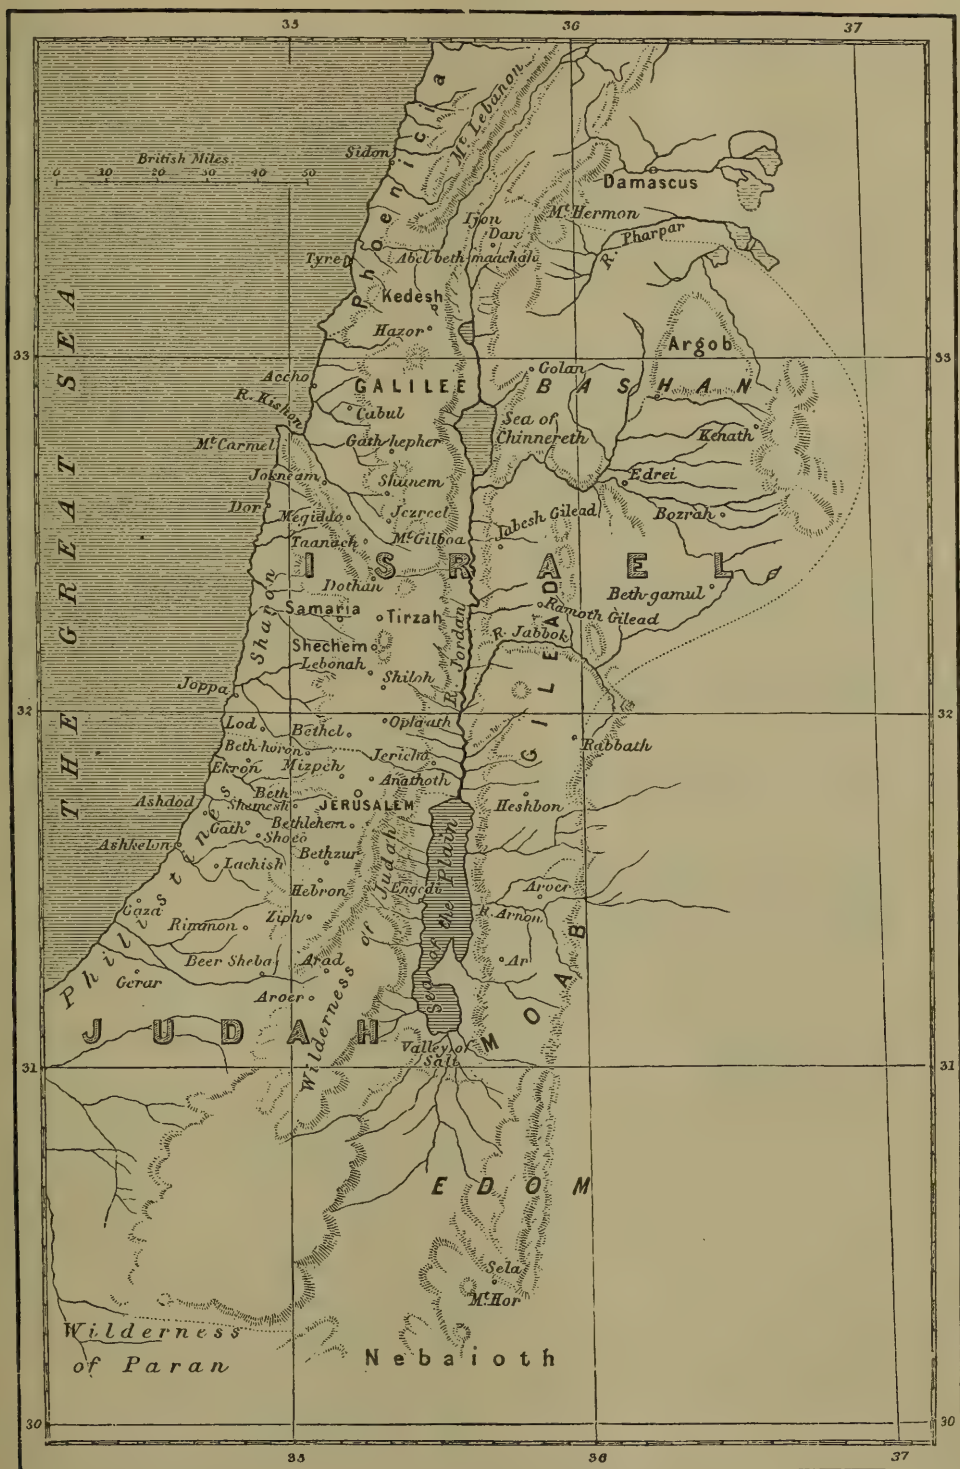 35
36
37
Phoenicia
Mt Lebanon
Sidon
British Miles
0 10 20 30 40 50
Damascus
Ijon
Mt Hermon
Dan
R. Pharpar
Tyre
Abel beth-maachah
Kedesh
Hazor
Argob
33
33
Accho
GALILEE
Golan
BASHAN
R. Kishon
Cabul
Sea of
Chinnereth
Kenath
Mt Carmel
Gath-hepher
Jokneam
Shunem
Edrei
Dor
Megiddo
Jezreel
Jabesh Gilead
Bozrah
Taanach
Mt Gilboa
THE GREAT SEA
ISRAEL
Dothan
Beth-gamul
Sharon
Samaria
Tirzah
Ramoth Gilead
R. Jordan
R. Jabbok
GILEAD
Shechem
Lebonah
Shiloh
Joppa
32
32
Lod
Bethel
Rabbath
Beth-horon
Ekron
Mizpeh
Jericho
Anathoth
Ashdod
Beth
Shemesh
JERUSALEM
Heshbon
Gath
Bethlehem
Ashkelon
Shoco
Bethzur
Lachish
Philistines
Hebron
Engedi
Sea of the Plain
Aroer
Gaza
Rimmon
Ziph
R. Arnon
Beer Sheba
Arad
Ar
Gerar
Aroer
Wilderness of Judah
MOAB
JUDAH
Valley of
Salt
31
31
EDOM
Sela
Mt Hor
Wilderness
of Paran
Nebaioth
30
30
35
36
37